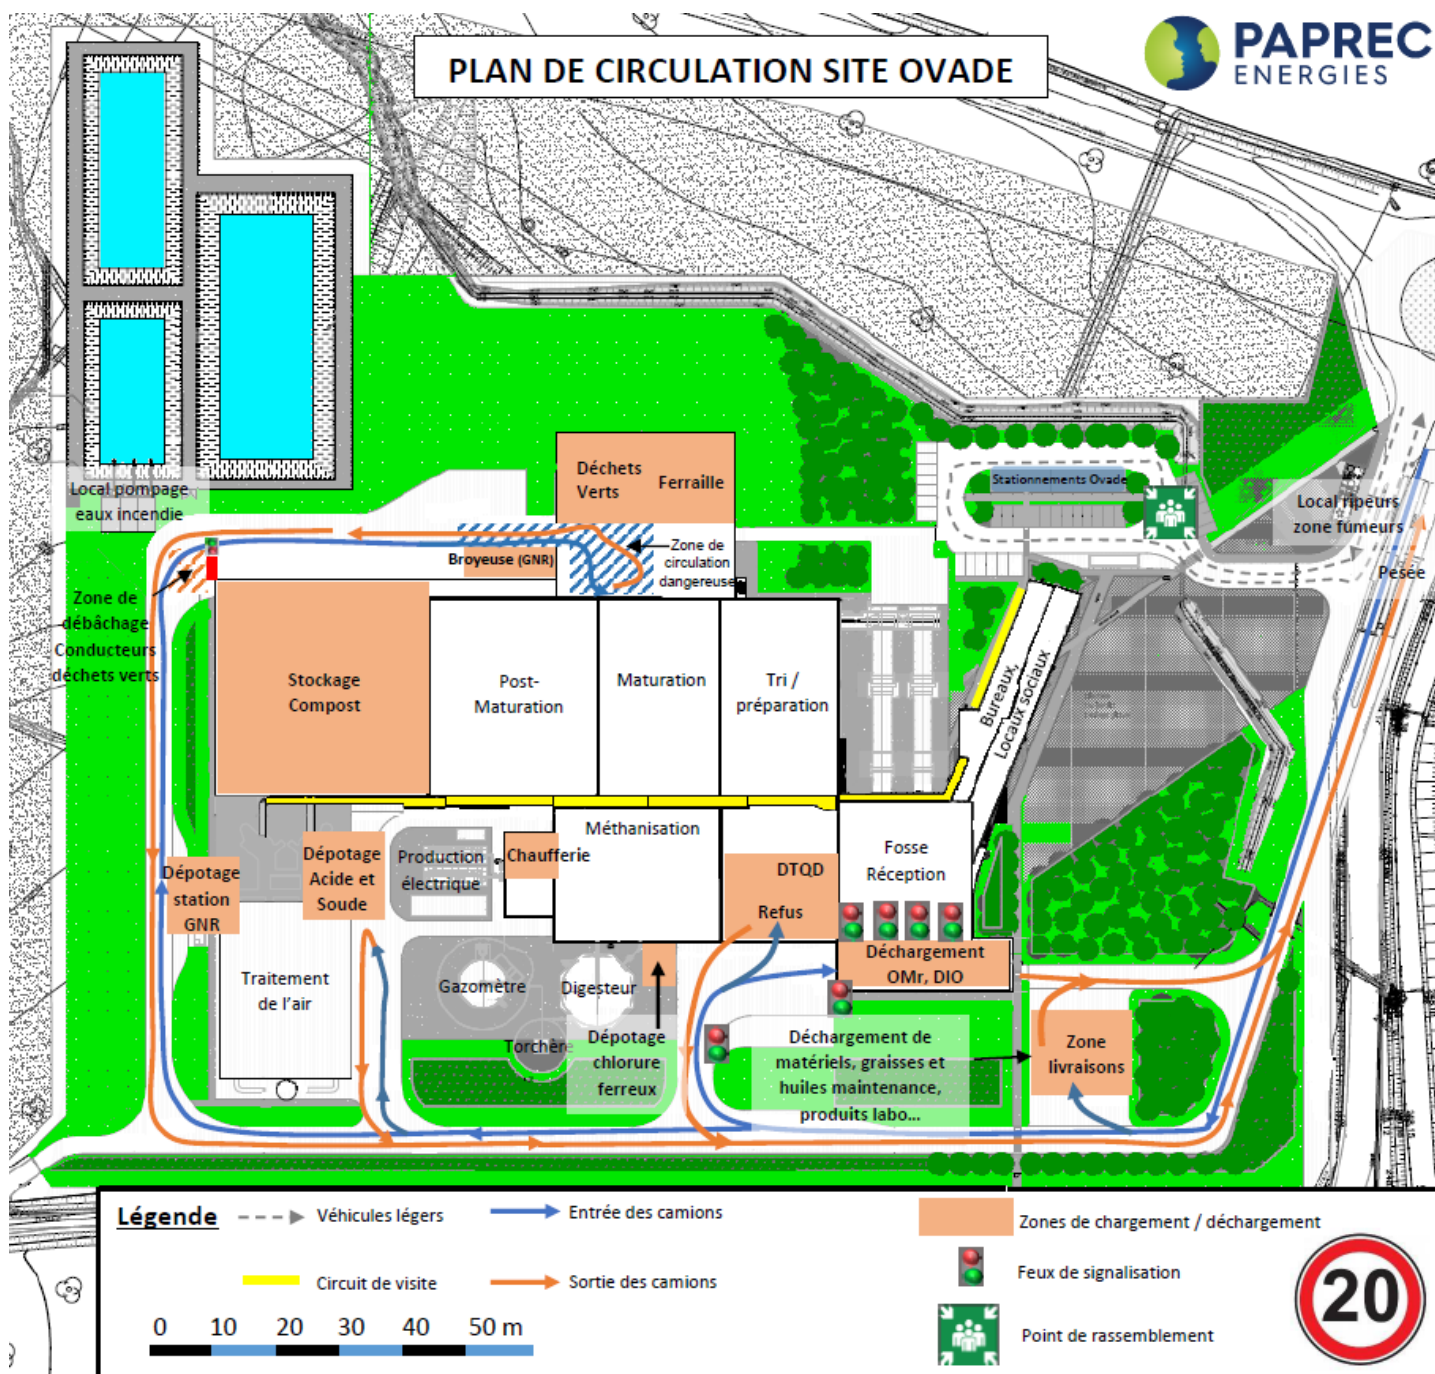 PLAN DE CIRCULATION SITE OVADE
PAPREC
ENERGIES
Local pompage
eaux incendie
Déchets
Verts
Ferraille
Stationnements Ovade
Local ripeurs
zone fumeurs
Pesée
Broyeuse (GNR)
Zone de
circulation
dangereuse
Zone de
débâchage
Conducteurs
déchets verts
Stockage
Compost
Post-
Maturation
Maturation
Tri /
préparation
Bureaux,
Locaux sociaux
Méthanisation
Fosse
Réception
Dépotage
station
GNR
Dépotage
Acide et
Soude
Production
électrique
Chaufferie
DTQD
Refus
Déchargement
OMr, DIO
Traitement
de l'air
Gazomètre
Digesteur
Torchère
Dépotage
chlorure
ferreux
Déchargement de
matériels, graisses et
huiles maintenance,
produits labo...
Zone
livraisons
Légende
Véhicules légers
Entrée des camions
Zones de chargement / déchargement
Circuit de visite
Sortie des camions
Feux de signalisation
Point de rassemblement
0 10 20 30 40 50 m
20